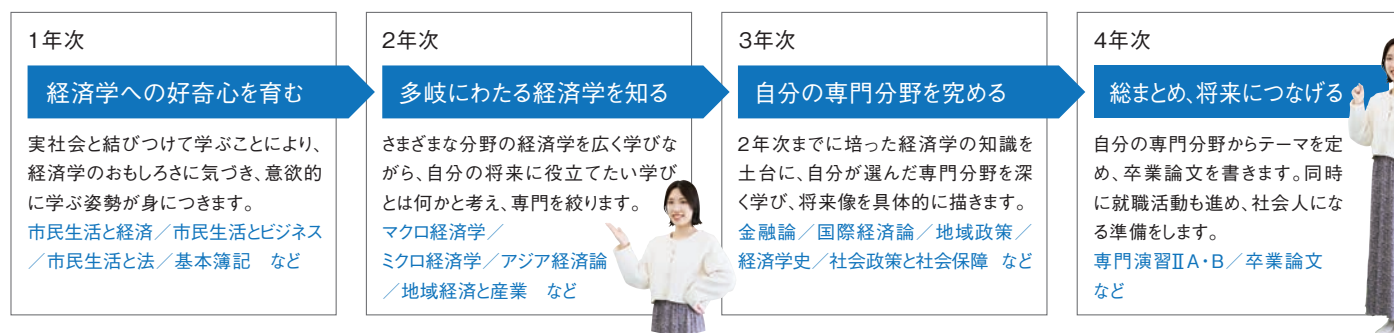 1年次
経済学への好奇心を育む
実社会と結びつけて学ぶことにより、
経済学のおもしろさに気づき、意欲的
に学ぶ姿勢が身につきます。
市民生活と経済／市民生活とビジネス
／市民生活と法／基本簿記　など
2年次
多岐にわたる経済学を知る
さまざまな分野の経済学を広く学びな
がら、自分の将来に役立てたい学び
とは何かと考え、専門を絞ります。
マクロ経済学／
ミクロ経済学／アジア経済論
／地域経済と産業　など
3年次
自分の専門分野を究める
2年次までに培った経済学の知識を
土台に、自分が選んだ専門分野を深
く学び、将来像を具体的に描きます。
金融論／国際経済論／地域政策／
経済学史／社会政策と社会保障　など
4年次
総まとめ、将来につなげる
自分の専門分野からテーマを定
め、卒業論文を書きます。同時
に就職活動も進め、社会人にな
る準備をします。
専門演習ⅡA・B／卒業論文
など